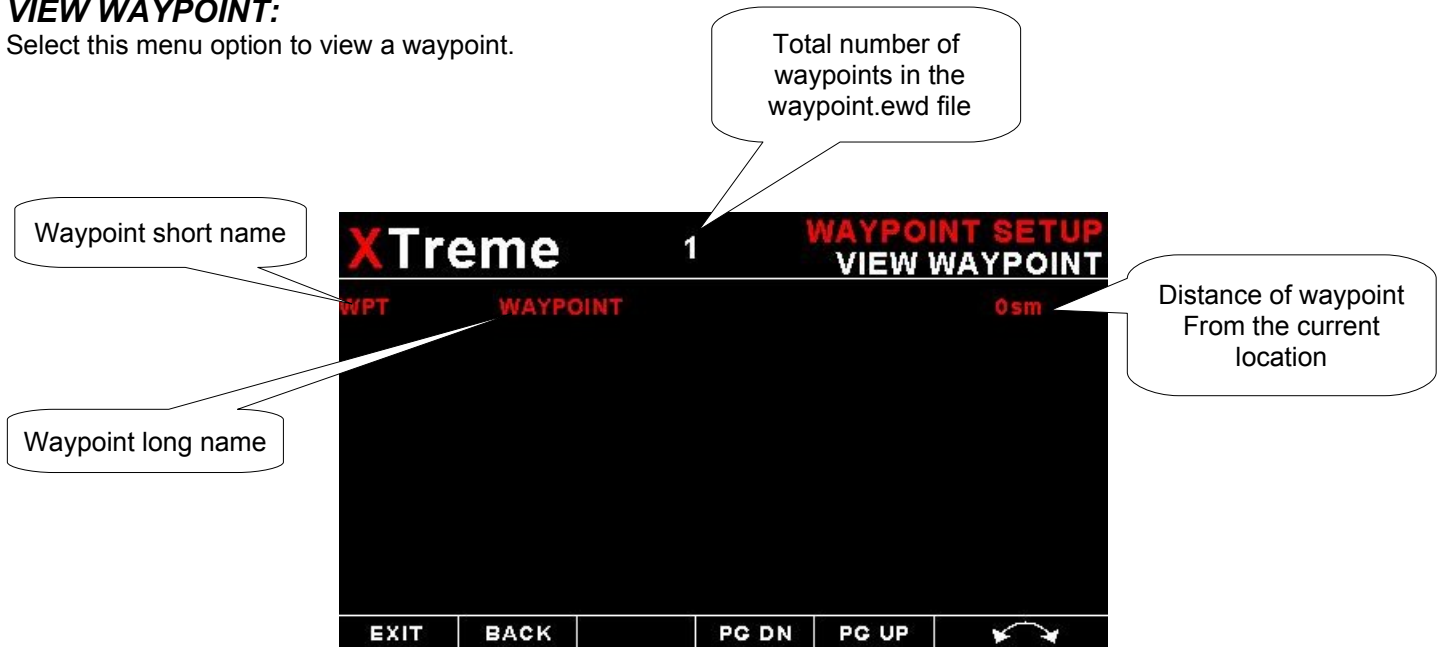 VIEW WAYPOINT:
Select this menu option to view a waypoint.
Total number of
waypoints in the
waypoint.ewd file
Waypoint short name
XTreme 1 WAYPOINT SETUP
VIEW WAYPOINT
WPT WAYPOINT 0sm
Distance of waypoint
From the current
location
Waypoint long name
EXIT BACK PG DN PG UP